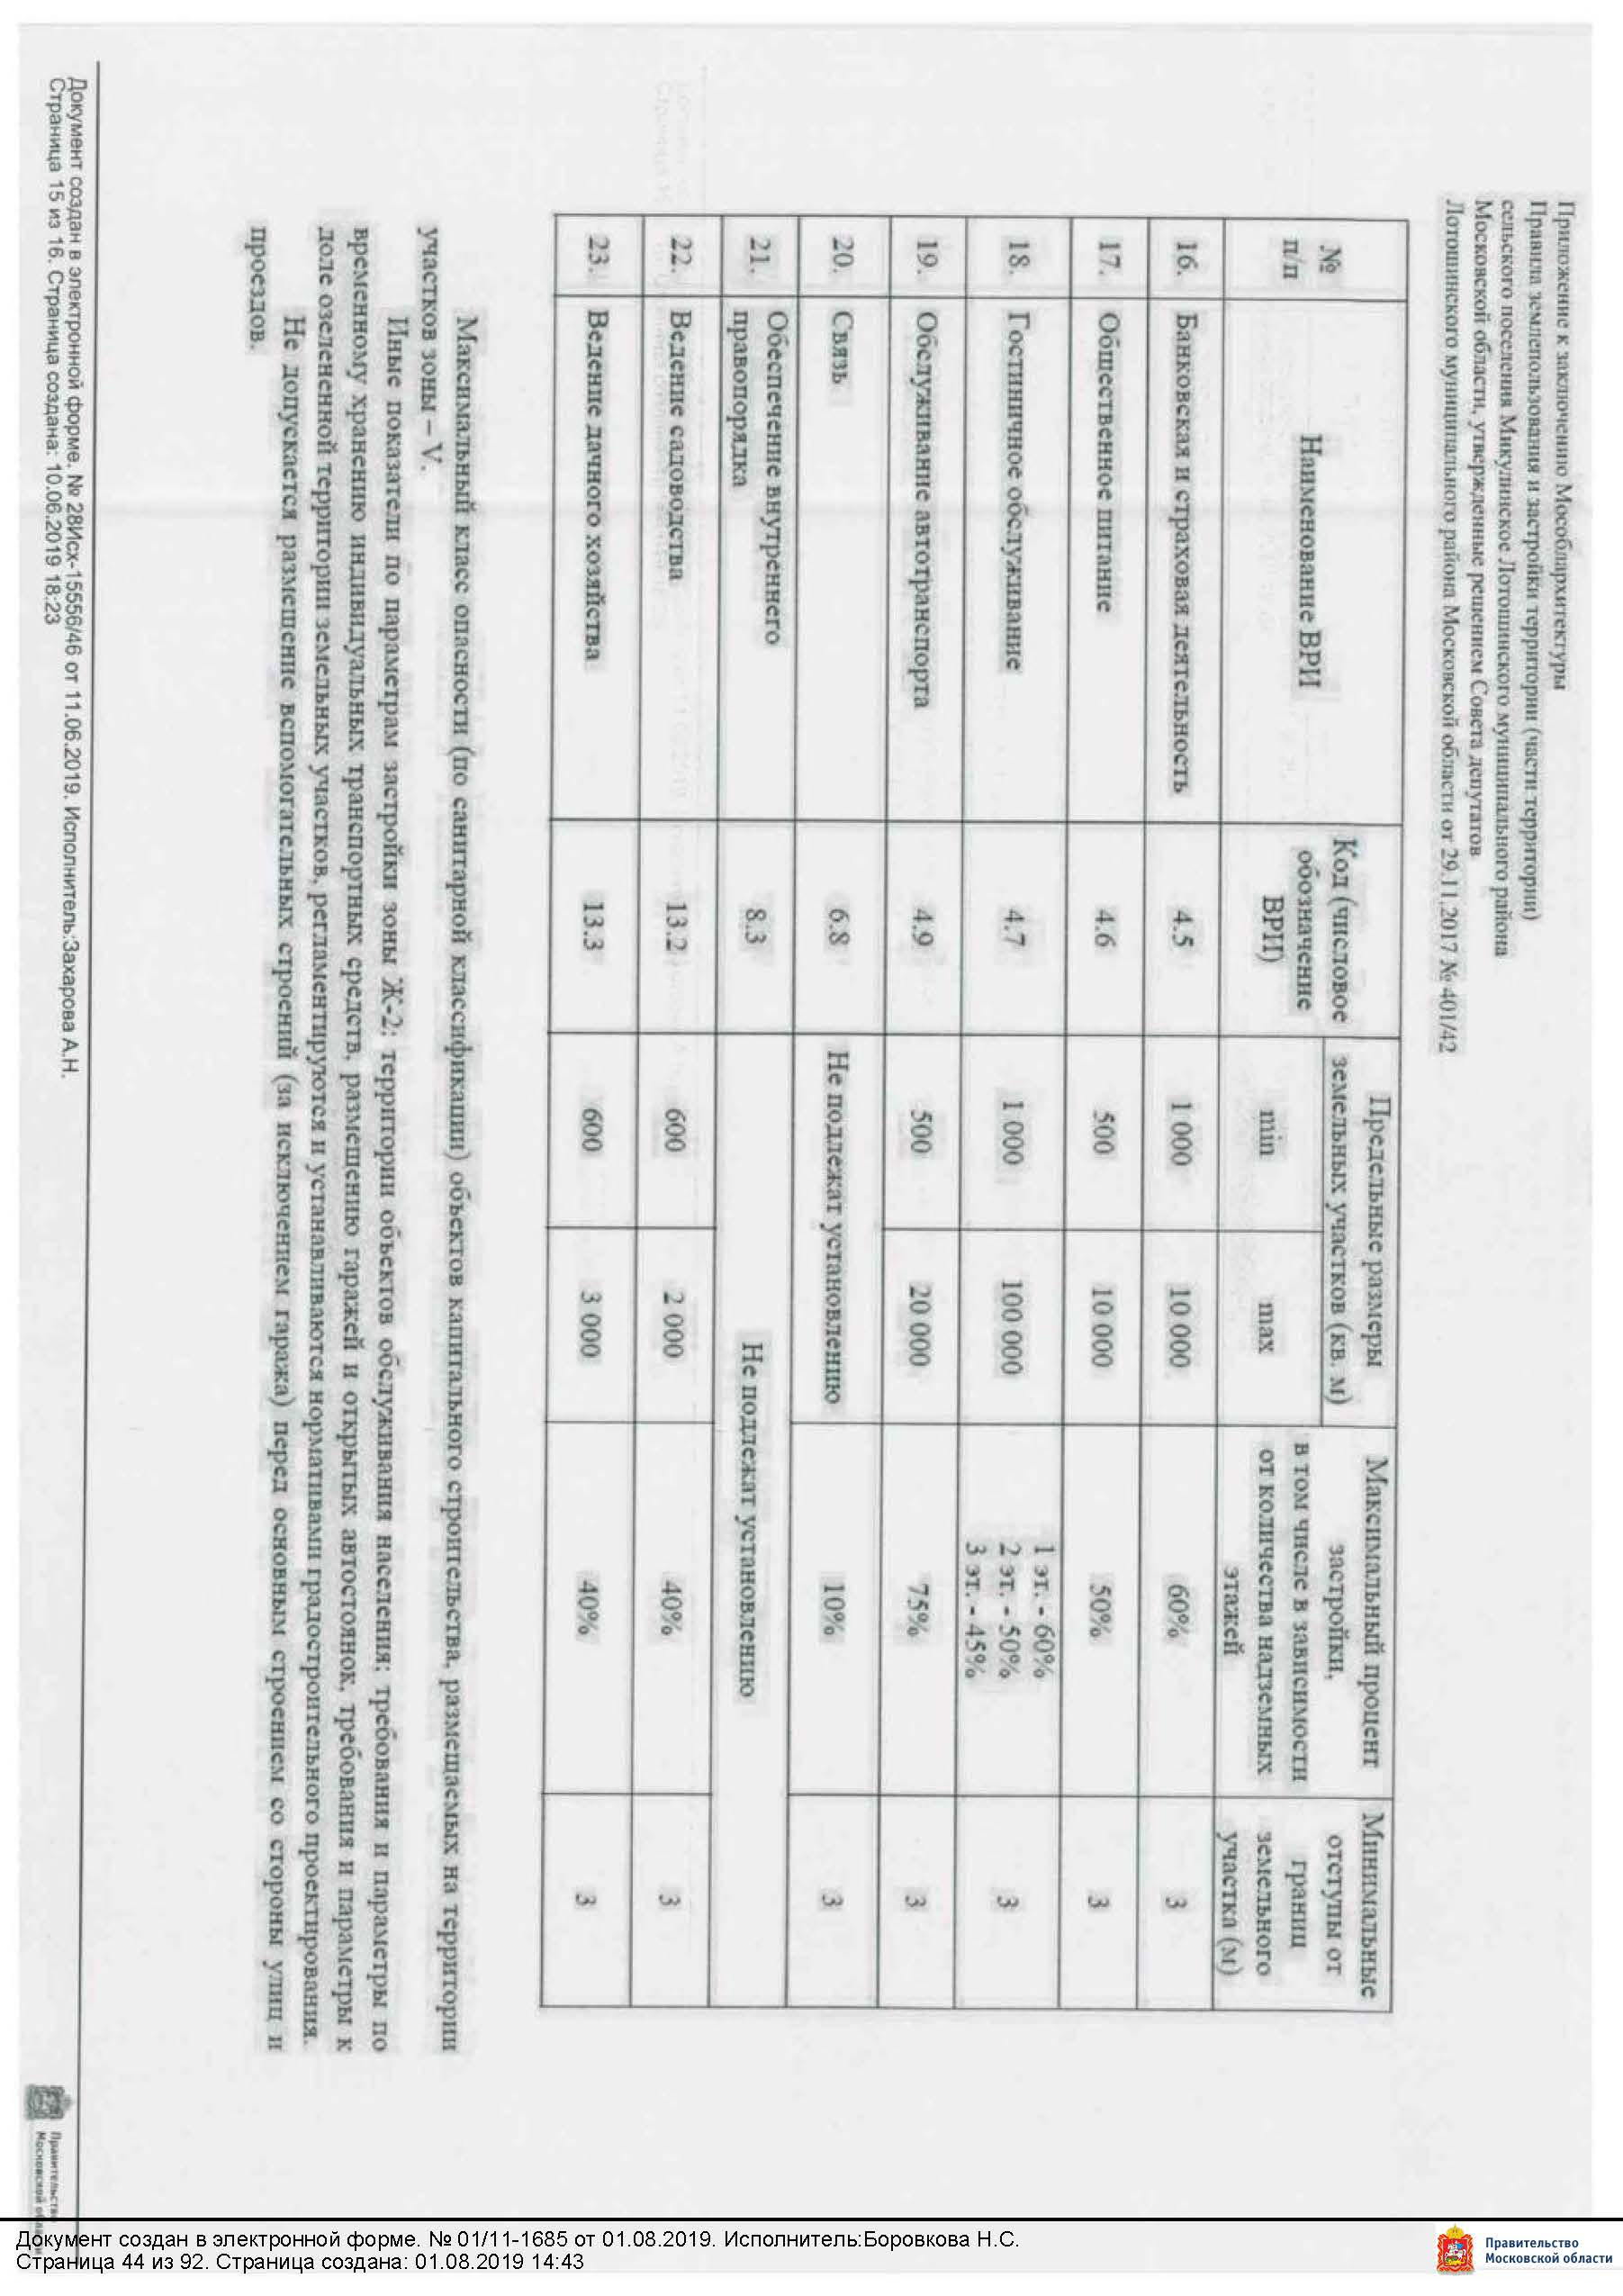 Приложение к заключению Мособлархитектуры
Правила землепользования и застройки территории (части территории)
сельского поселения Микулинское Лотошинского муниципального района
Московской области, утвержденные решением Совета депутатов
Лотошинского муниципального района Московской области от 29.11.2017 № 401/42
№ п/п
Наименование ВРИ
Код (числовое обозначение ВРИ)
Предельные размеры земельных участков (кв. м)
min
max
Максимальный процент застройки, в том числе в зависимости от количества надземных этажей
Минимальные отступы от границ земельного участка (м)
16. Банковская и страховая деятельность 4.5 1 000 10 000 60% 3
17. Общественное питание 4.6 500 10 000 50% 3
18. Гостиничное обслуживание 4.7 1 000 100 000 1 эт. - 60% 2 эт. - 50% 3 эт. - 45% 3
19. Обслуживание автотранспорта 4.9 500 20 000 75% 3
20. Связь 6.8 Не подлежат установлению 10% 3
21. Обеспечение внутреннего правопорядка 8.3 Не подлежат установлению
22. Ведение садоводства 13.2 600 2 000 40% 3
23. Ведение дачного хозяйства 13.3 600 3 000 40% 3
Максимальный класс опасности (по санитарной классификации) объектов капитального строительства, размещаемых на территории
участков зоны – V.
Иные показатели по параметрам застройки зоны Ж-2: территории объектов обслуживания населения; требования и параметры по
временному хранению индивидуальных транспортных средств, размещению гаражей и открытых автостоянок, требования и параметры к
доле озелененной территории земельных участков, регламентируются и устанавливаются нормативами градостроительного проектирования.
Не допускается размещение вспомогательных строений (за исключением гаража) перед основным строением со стороны улиц и
проездов.
Документ создан в электронной форме. № 28Исх-15556/46 от 11.06.2019. Исполнитель:Захарова А.Н.
Страница 15 из 16. Страница создана: 10.06.2019 18:23
Правительство
Московской
Документ создан в электронной форме. № 01/11-1685 от 01.08.2019. Исполнитель:Боровкова Н.С.
Страница 44 из 92. Страница создана: 01.08.2019 14:43
Правительство
Московской области